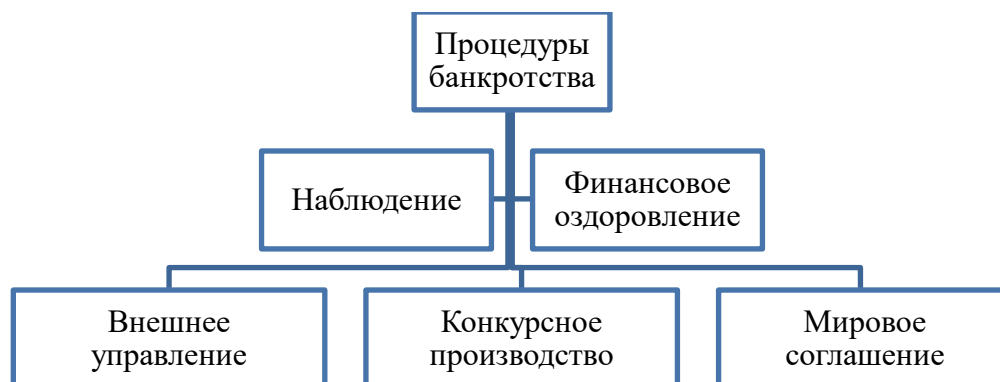 Процедуры
банкротства
Наблюдение
Финансовое
оздоровление
Внешнее
управление
Конкурсное
производство
Мировое
соглашение